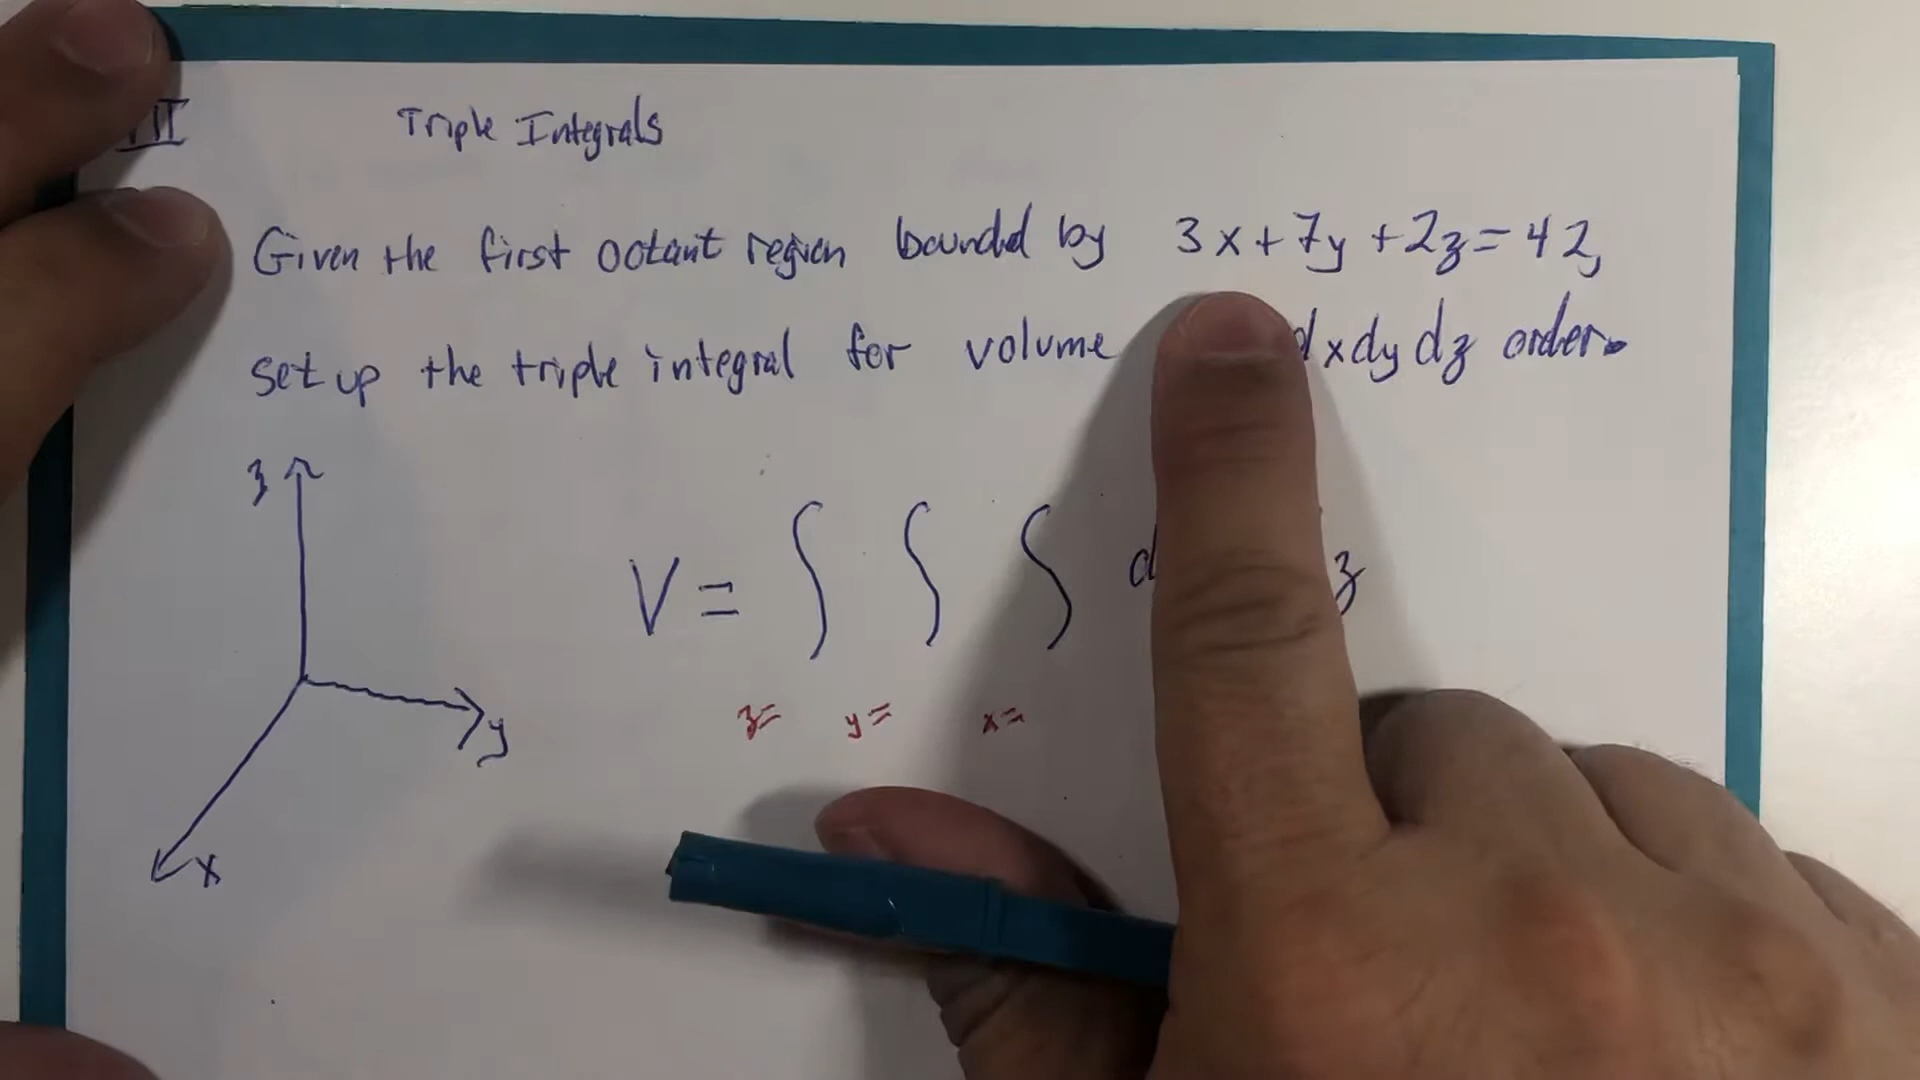 III
Triple Integrals
Given the first octant region bounded by 3x+7y+2z=42,
set up the triple integral for volume dxdydz order.
z
V = ∫ ∫ ∫ d z
z= y= x=
y
x